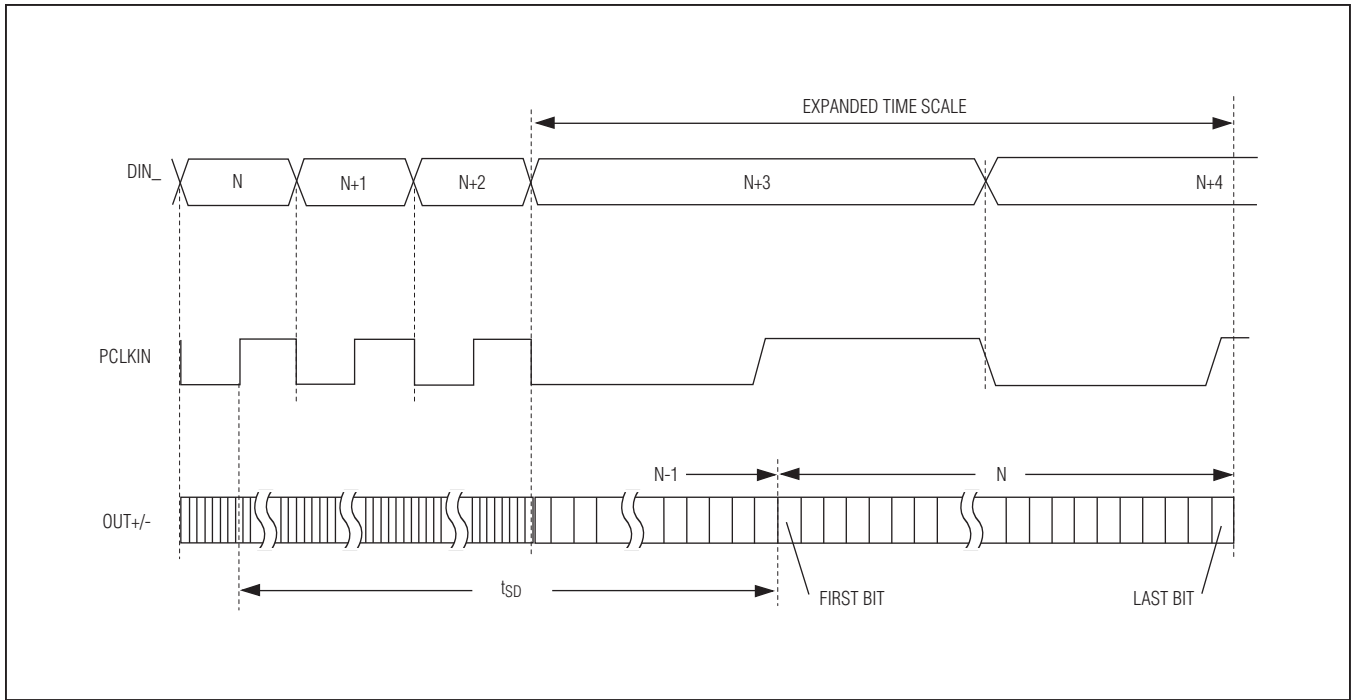 EXPANDED TIME SCALE
DIN_
N
N+1
N+2
N+3
N+4
PCLKIN
N-1
N
OUT+/-
tSD
FIRST BIT
LAST BIT